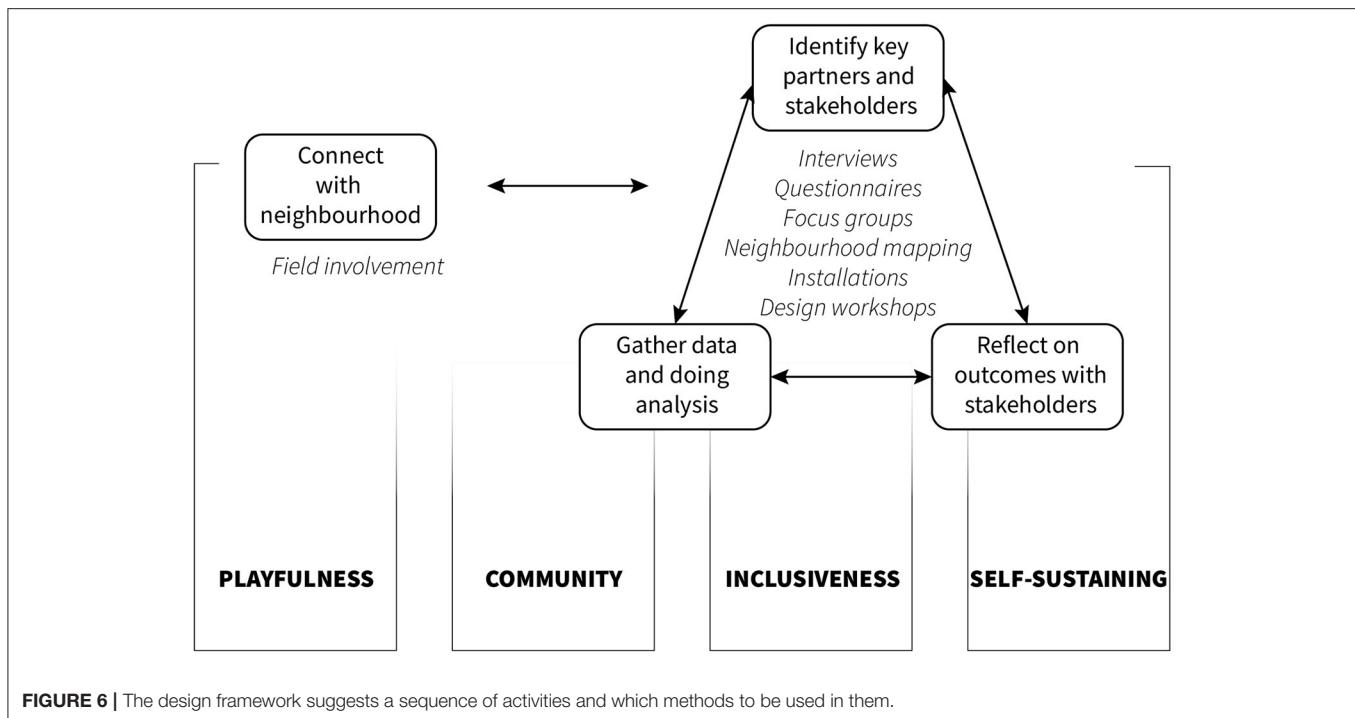 Identify key
partners and
stakeholders
Connect
with
neighbourhood
Field involvement
Interviews
Questionnaires
Focus groups
Neighbourhood mapping
Installations
Design workshops
Gather data
and doing
analysis
Reflect on
outcomes with
stakeholders
PLAYFULNESS
COMMUNITY
INCLUSIVENESS
SELF-SUSTAINING
FIGURE 6 | The design framework suggests a sequence of activities and which methods to be used in them.